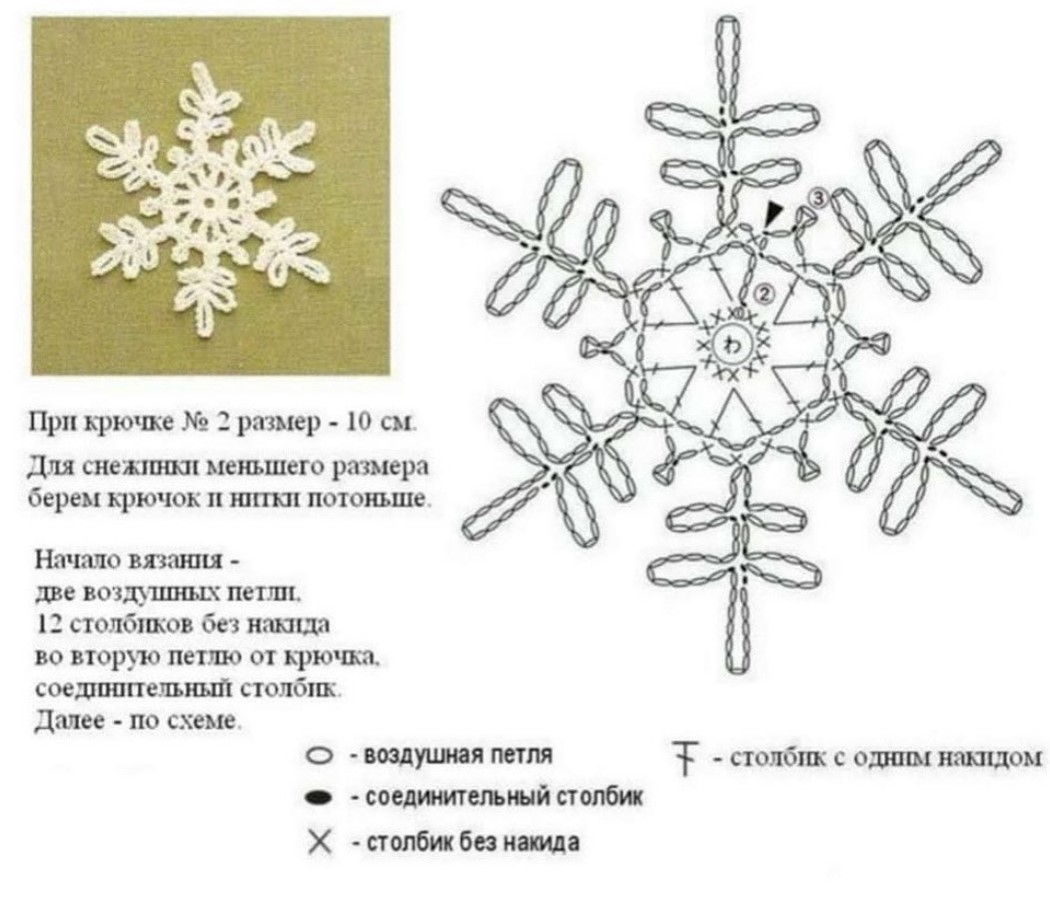 При крючке № 2 размер - 10 см.
Для снежинки меньшего размера
берем крючок и нитки потоньше.
Начало вязания -
две воздушных петли,
12 столбиков без накида
во вторую петлю от крючка,
соединительный столбик.
Далее - по схеме.
③
②
わ
- воздушная петля
- соединительный столбик
- столбик без накида
- столбик с одним накидом